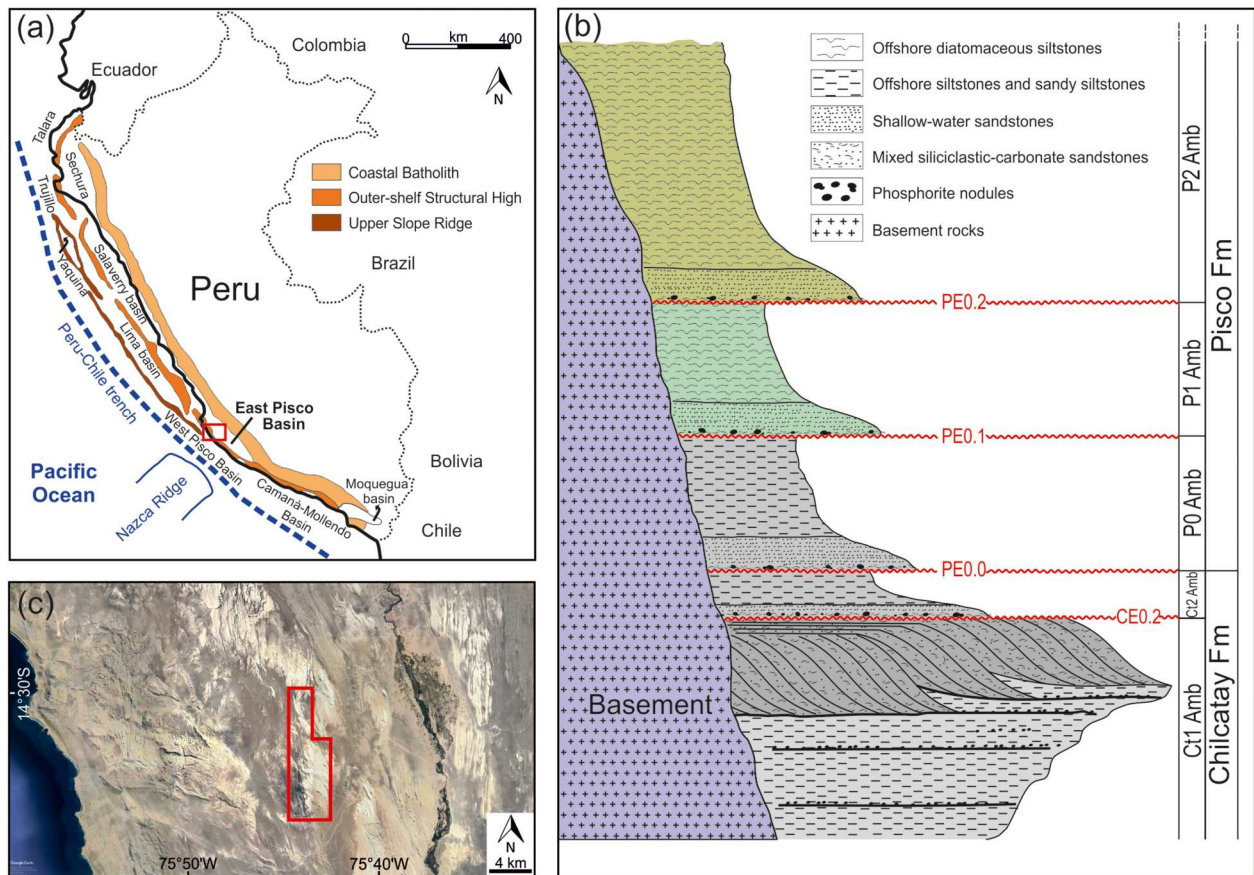 (a)
Colombia
0 km 400
N
Ecuador
Talara
Sechura
Trujillo
Yaquina
Salaverry basin
Lima basin
Peru-Chile trench
Coastal Batholith
Outer-shelf Structural High
Upper Slope Ridge
Peru
Brazil
East Pisco
Basin
West Pisco Basin
Bolivia
Pacific
Ocean
Nazca Ridge
Camanà-Mollendo
Basin
Moquegua
basin
Chile
(b)
Offshore diatomaceous siltstones
Offshore siltstones and sandy siltstones
Shallow-water sandstones
Mixed siliciclastic-carbonate sandstones
Phosphorite nodules
Basement rocks
P2 Amb
PE0.2
Pisco Fm
P1 Amb
PE0.1
P0 Amb
PE0.0
Ct2 Amb
CE0.2
Basement
Ct1 Amb
Chilcatay Fm
(c)
14°30'S
75°50'W
75°40'W
N
4 km
Google Earth